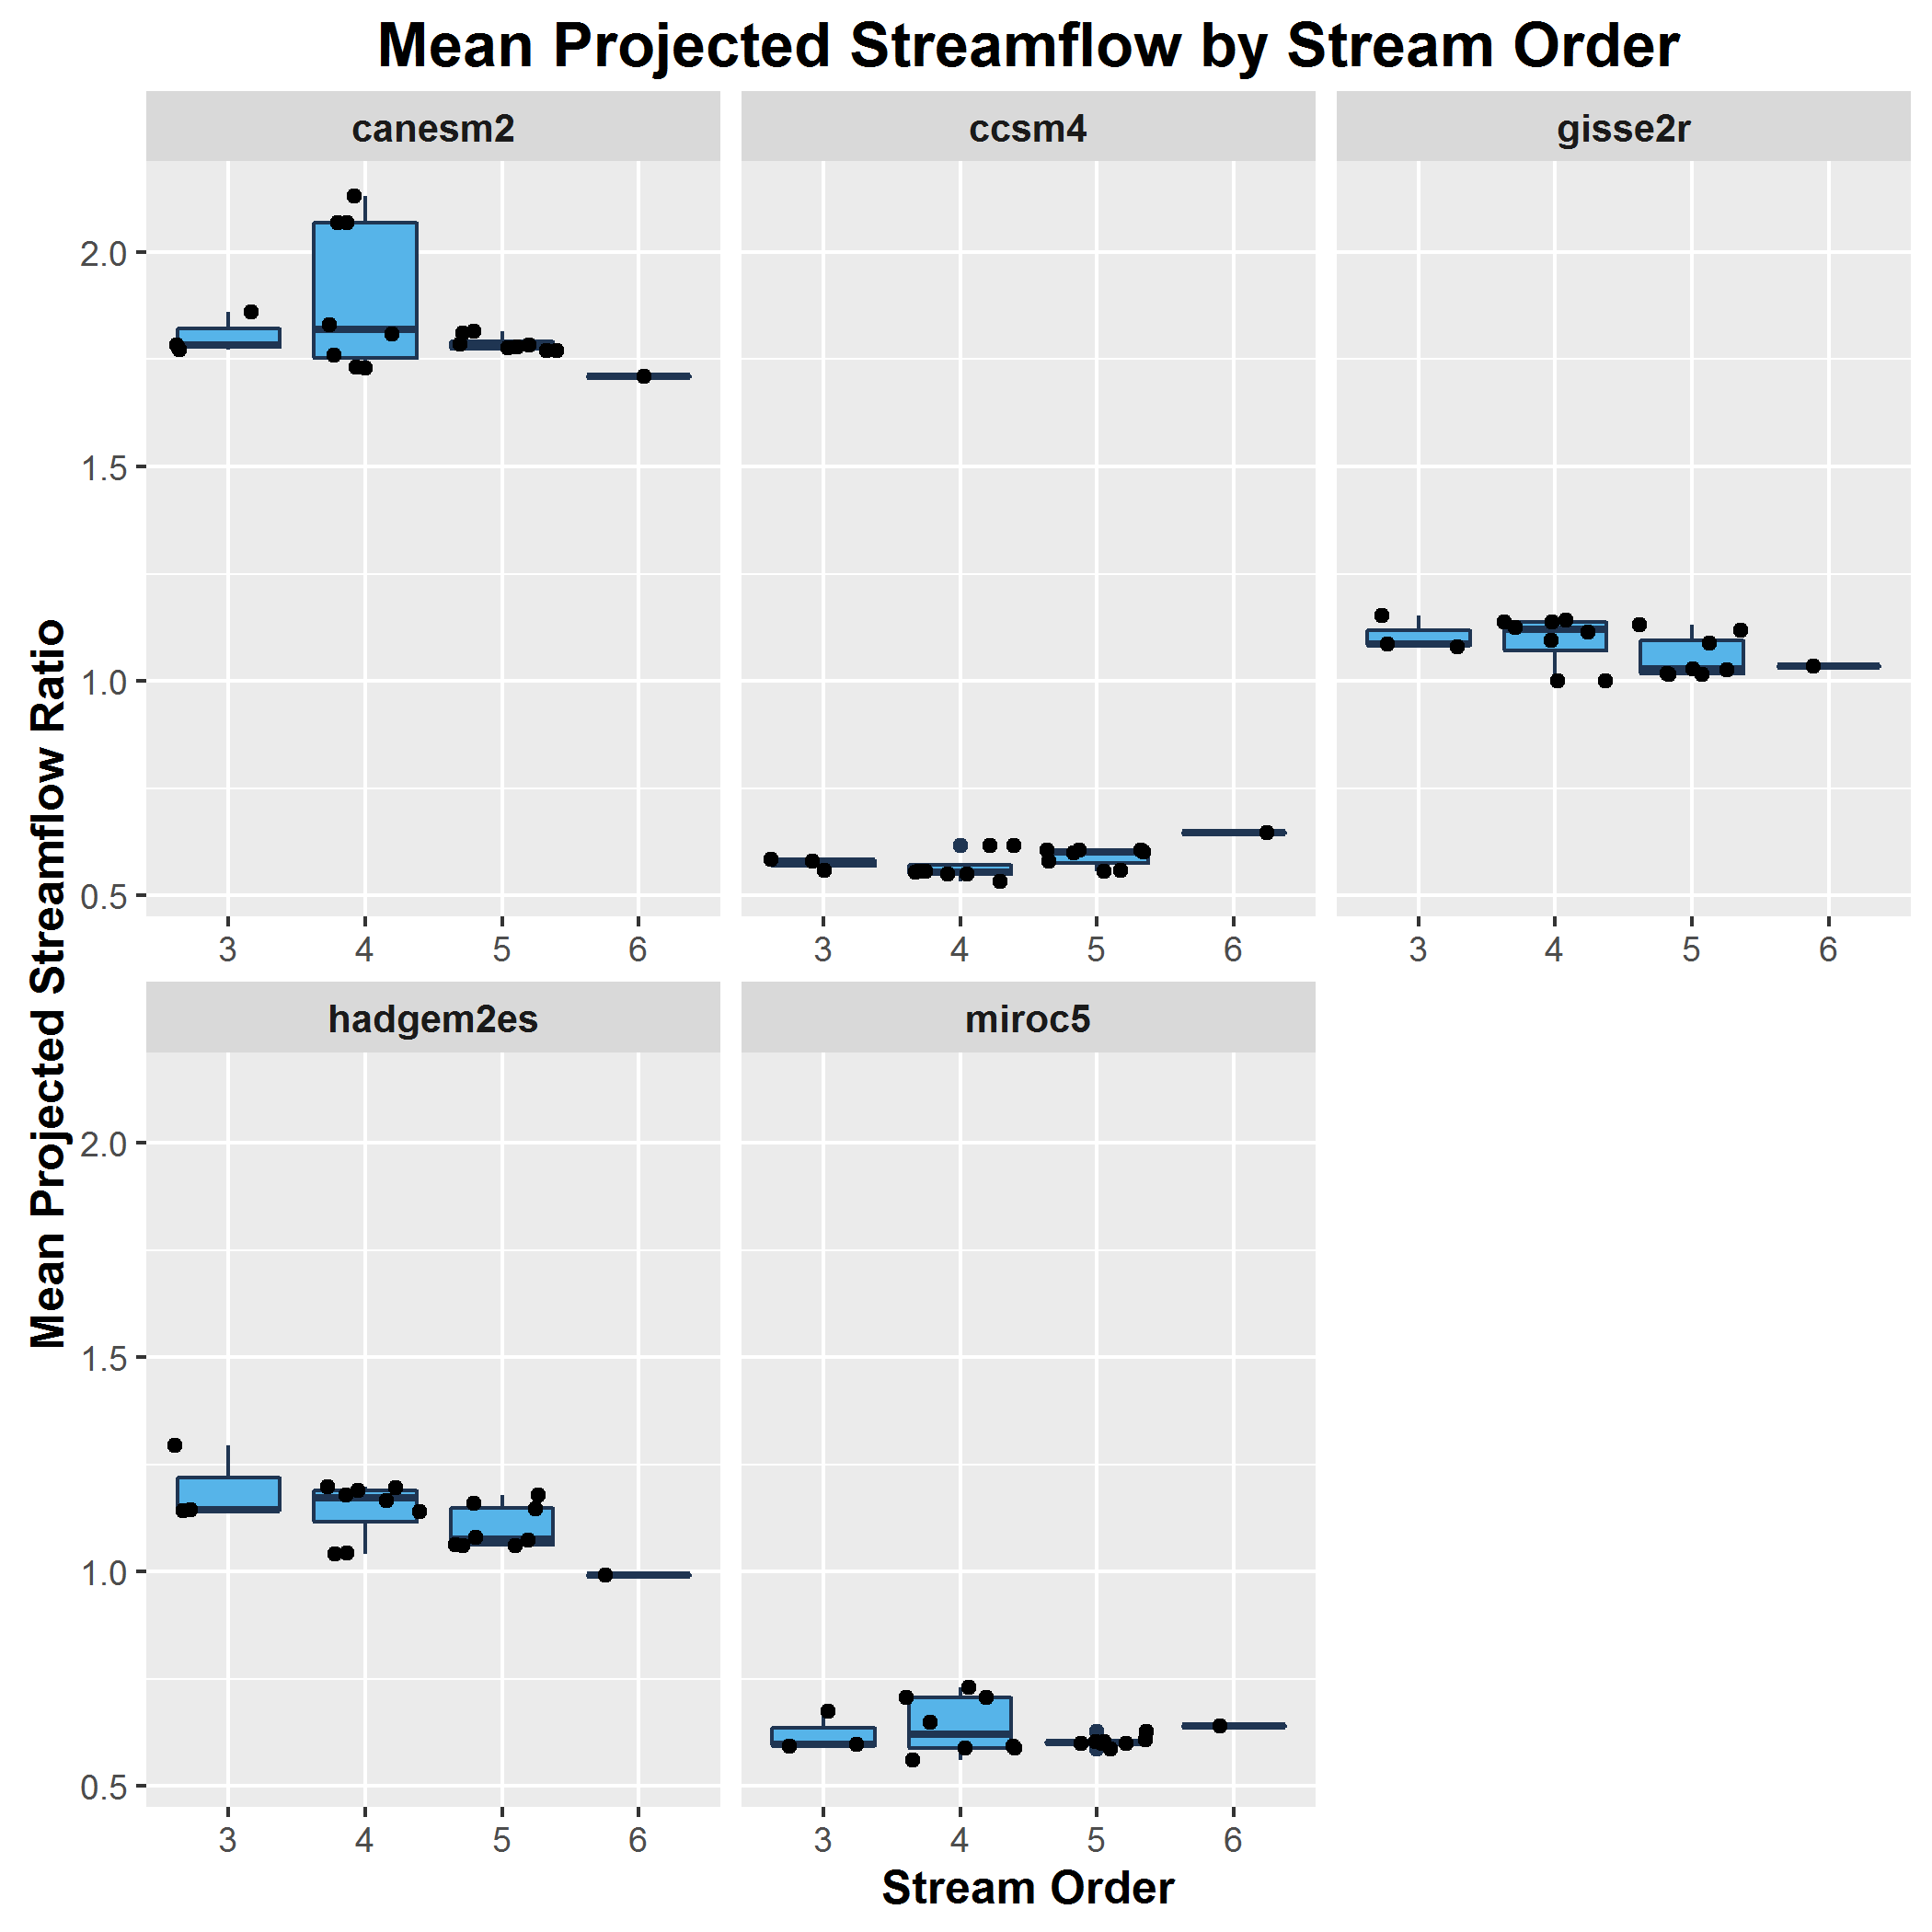 Mean Projected Streamflow by Stream Order
canesm2 ccsm4 gisse2r
2.0
1.5
1.0
0.5
3 4 5 6 3 4 5 6 3 4 5 6
Mean Projected Streamflow Ratio
hadgem2es miroc5
2.0
1.5
1.0
0.5
3 4 5 6 3 4 5 6
Stream Order